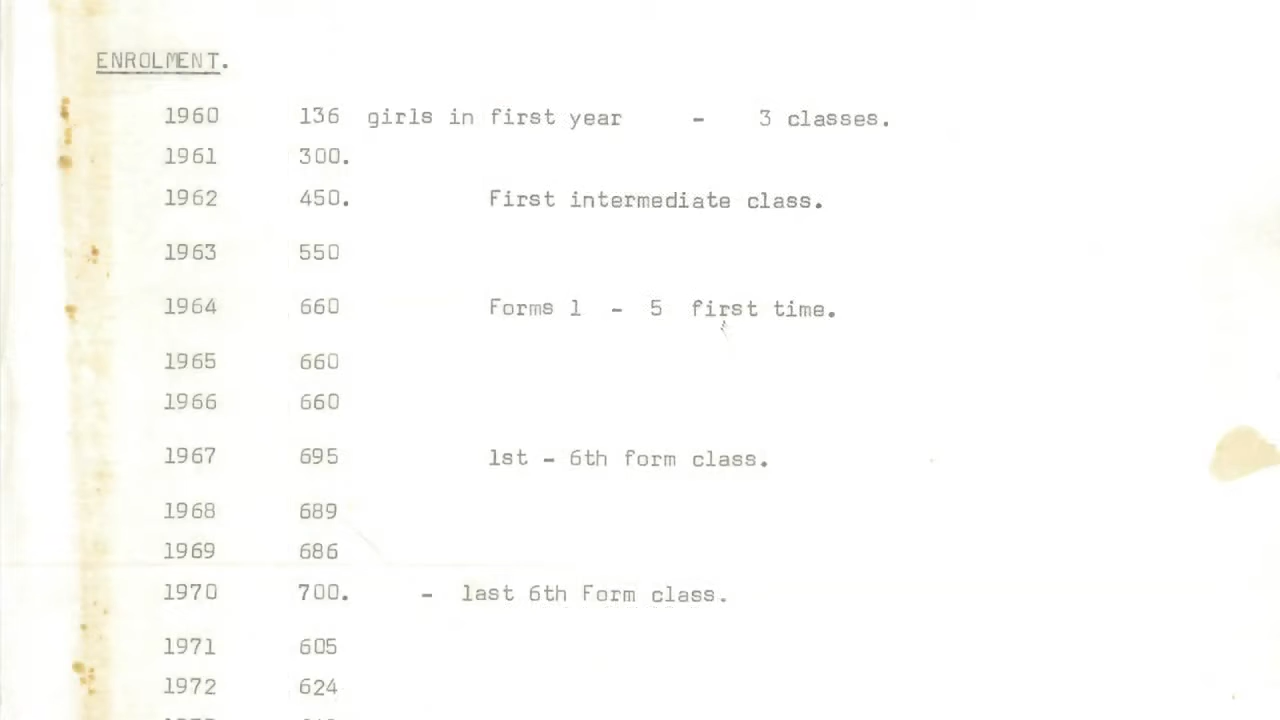 ENROLMENT.
1960 136 girls in first year - 3 classes.
1961 300.
1962 450. First intermediate class.
1963 550
1964 660 Forms 1 - 5 first time.
1965 660
1966 660
1967 695 1st - 6th form class.
1968 689
1969 686
1970 700. - last 6th Form class.
1971 605
1972 624